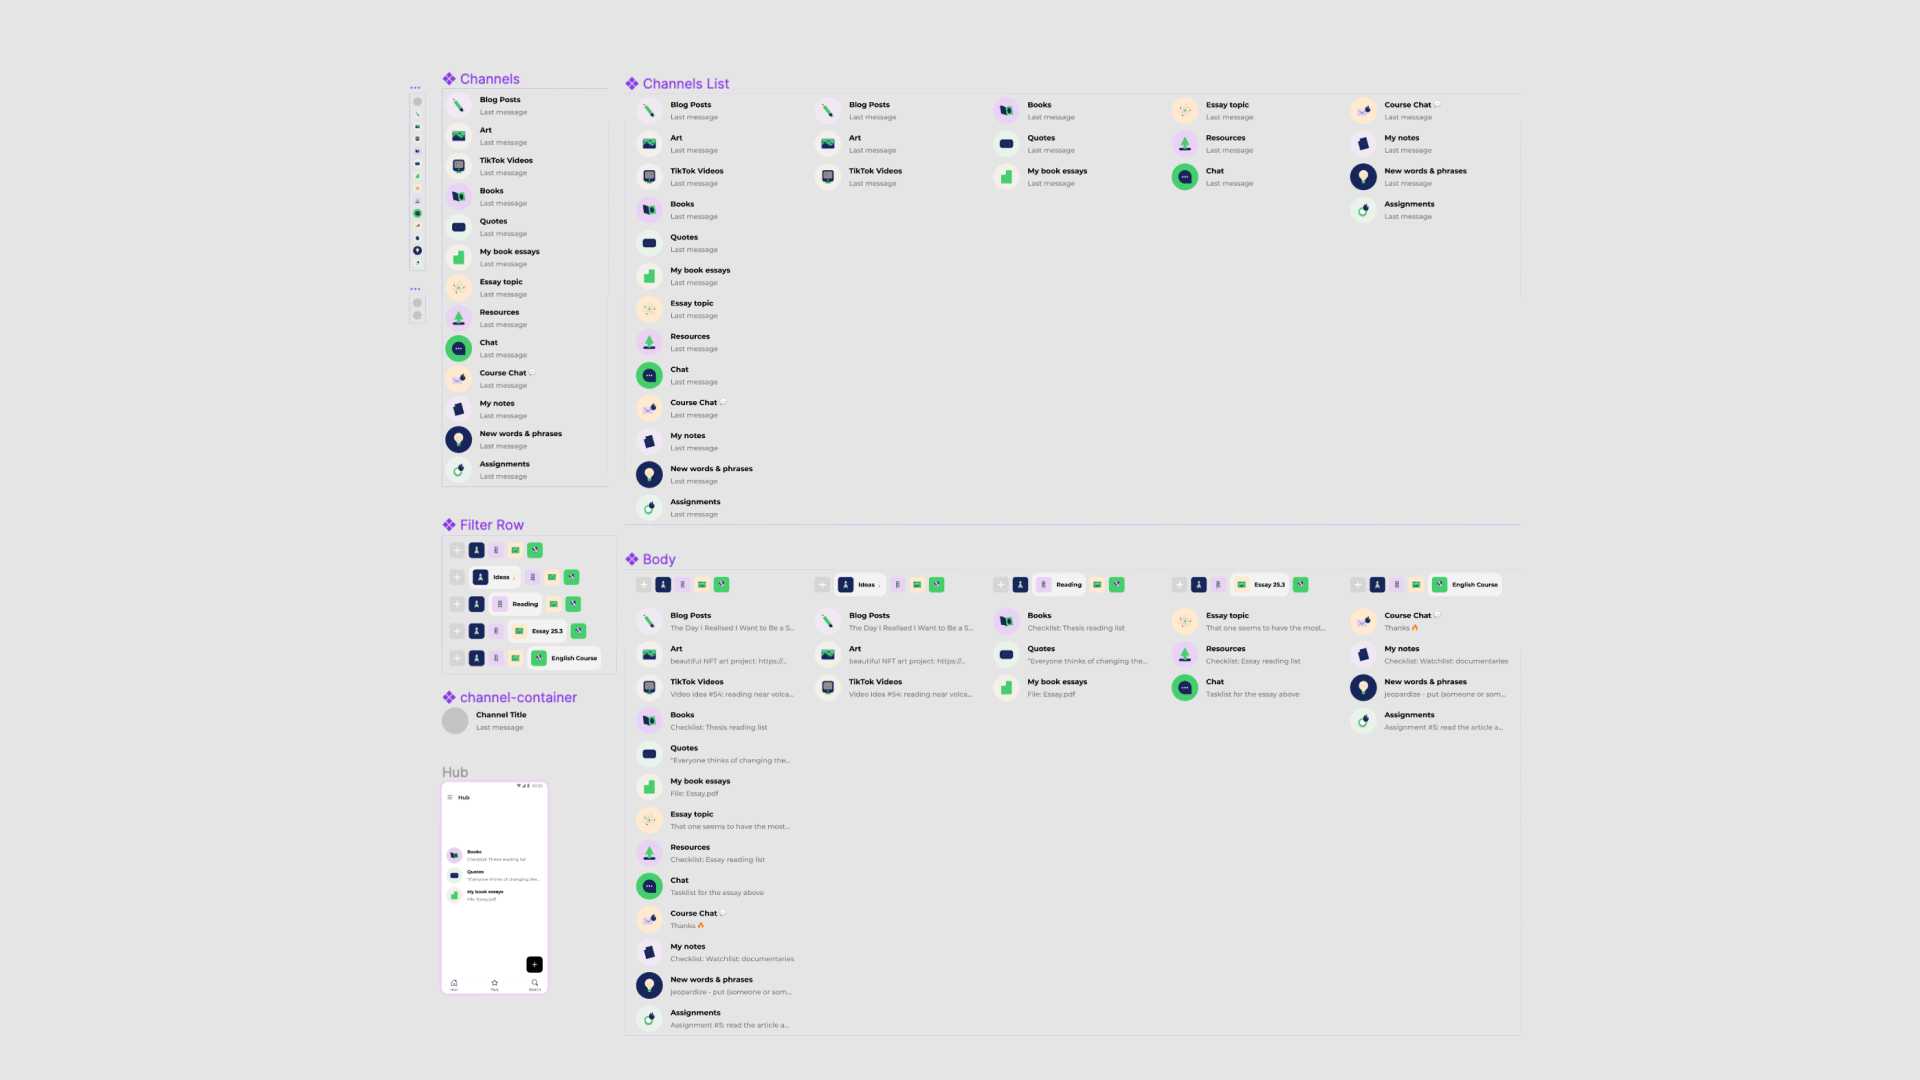 Channels
Blog Posts
Last message
Art
Last message
TikTok Videos
Last message
Books
Last message
Quotes
Last message
My book essays
Last message
Essay topic
Last message
Resources
Last message
Chat
Last message
Course Chat
Last message
My notes
Last message
New words & phrases
Last message
Assignments
Last message
Channels List
Blog Posts
Last message
Art
Last message
TikTok Videos
Last message
Books
Last message
Quotes
Last message
My book essays
Last message
Essay topic
Last message
Resources
Last message
Chat
Last message
Course Chat
Last message
My notes
Last message
New words & phrases
Last message
Assignments
Last message
Blog Posts
Last message
Art
Last message
TikTok Videos
Last message
Books
Last message
Quotes
Last message
My book essays
Last message
Essay topic
Last message
Resources
Last message
Chat
Last message
Course Chat
Last message
My notes
Last message
New words & phrases
Last message
Assignments
Last message
Filter Row
Ideas
Reading
Essay 25.3
English Course
channel-container
Channel Title
Last message
Hub
Hub
Books
Checklist: Thesis reading list
Quotes
"Everyone thinks of changing the...
My book essays
File: Essay.pdf
Hub
Search
Body
Blog Posts
The Day I Realised I Want to Be a S...
Art
beautiful NFT art project: https://...
TikTok Videos
Video idea #54: reading near volca...
Books
Checklist: Thesis reading list
Quotes
"Everyone thinks of changing the...
My book essays
File: Essay.pdf
Essay topic
That one seems to have the most...
Resources
Checklist: Essay reading list
Chat
Tasklist for the essay above
Course Chat
Thanks 🔥
My notes
Checklist: Watchlist: documentaries
New words & phrases
jeopardize - put (someone or som...
Assignments
Assignment #5: read the article a...
Ideas
Blog Posts
The Day I Realised I Want to Be a S...
Art
beautiful NFT art project: https://...
TikTok Videos
Video idea #54: reading near volca...
Reading
Books
Checklist: Thesis reading list
Quotes
"Everyone thinks of changing the...
My book essays
File: Essay.pdf
Essay 25.3
Essay topic
That one seems to have the most...
Resources
Checklist: Essay reading list
Chat
Tasklist for the essay above
English Course
Course Chat
Thanks 🔥
My notes
Checklist: Watchlist: documentaries
New words & phrases
jeopardize - put (someone or som...
Assignments
Assignment #5: read the article a...